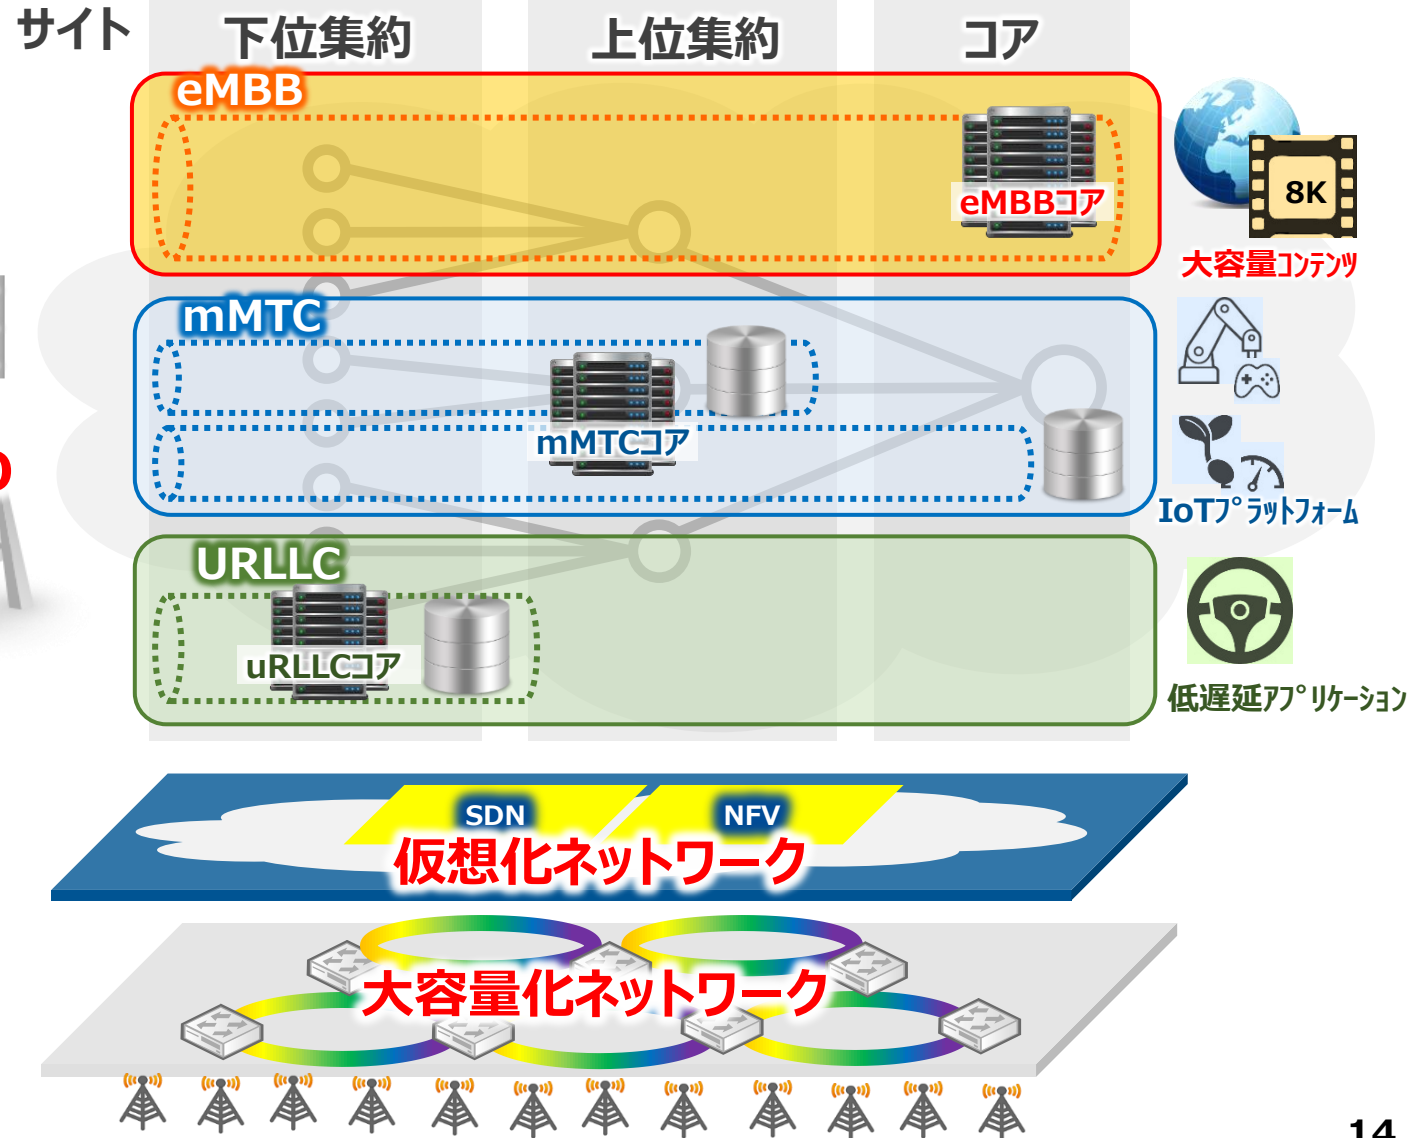 サイト
下位集約
上位集約
コア
eMBB
eMBBコア
8K
大容量コンテンツ
mMTC
mMTCコア
IoTプラットフォーム
URLLC
uRLLCコア
低遅延アプリケーション
SDN
NFV
仮想化ネットワーク
大容量化ネットワーク
14